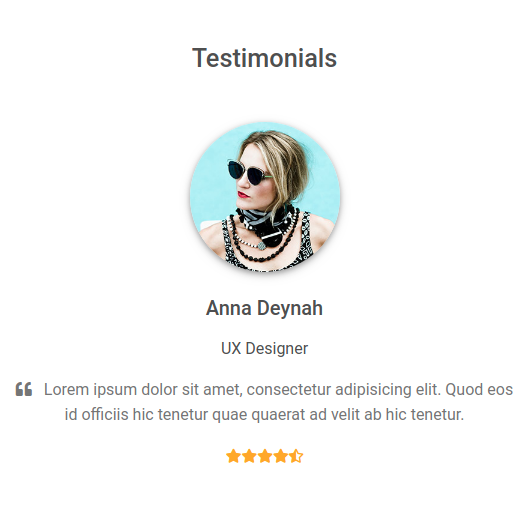 Testimonials
Anna Deynah
UX Designer
“ Lorem ipsum dolor sit amet, consectetur adipisicing elit. Quod eos
id officiis hic tenetur quae quaerat ad velit ab hic tenetur.